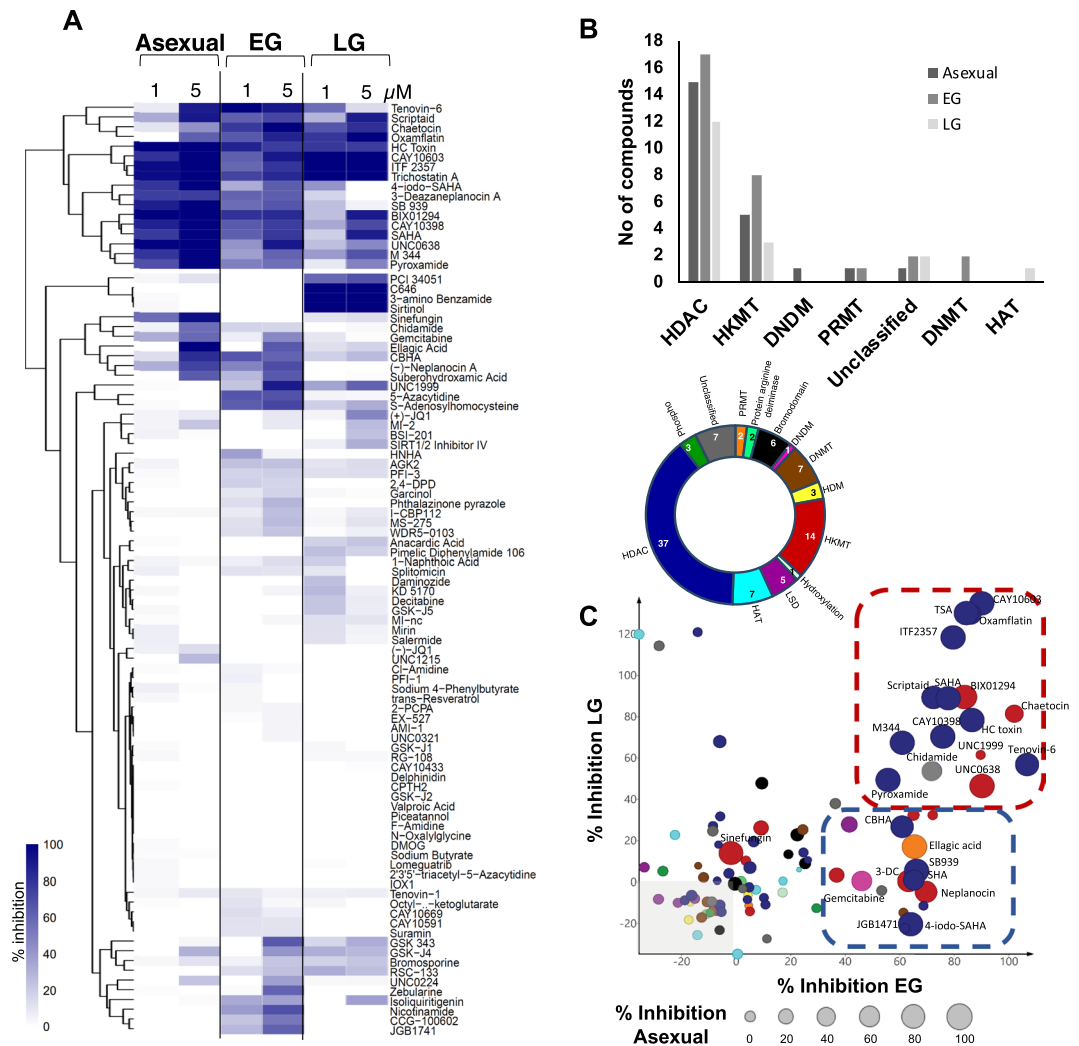 A
Asexual EG LG
1 5 1 5 1 5 µM
Tenovin-6
Scriptaid
Chaetocin
Oxamflatin
HC Toxin
CAY10603
ITF 2357
Trichostatin A
4-iodo-SAHA
3-Deazaneplanocin A
SB 939
BIX01294
CAY10398
SAHA
UNC0638
M 344
Pyroxamide
PCI 34051
C646
3-amino Benzamide
Sirtinol
Sinefungin
Chidamide
Gemcitabine
Ellagic Acid
CBHA
(−)-Neplanocin A
Suberohydroxamic Acid
UNC1999
5-Azacytidine
S-Adenosylhomocysteine
(+)-JQ1
MI-2
BSI-201
SIRT1/2 Inhibitor IV
HNHA
AGK2
PFI-3
2,4-DPD
Garcinol
Phthalazinone pyrazole
I-CBP112
MS-275
WDR5-0103
Anacardic Acid
Pimelic Diphenylamide 106
1-Naphthoic Acid
Splitomicin
Daminozide
KD 5170
Decitabine
GSK-J5
MI-nc
Mirin
Salermide
(−)-JQ1
UNC1215
Cl-Amidine
PFI-1
Sodium 4-Phenylbutyrate
trans-Resveratrol
2-PCPA
EX-527
AMI-1
UNC0321
GSK-J1
RG-108
CAY10433
Delphinidin
CPTH2
GSK-J2
Valproic Acid
Piceatannol
F-Amidine
N-Oxalylglycine
DMOG
Sodium Butyrate
Lomeguatrib
2'3'5'-triacetyl-5-Azacytidine
IOX1
Tenovin-1
Octyl-..-ketoglutarate
CAY10669
CAY10591
Suramin
GSK 343
GSK-J4
Bromosporine
RSC-133
UNC0224
Zebularine
Isoliquiritigenin
Nicotinamide
CCG-100602
JGB1741
% inhibition
100
80
60
40
20
0
B
No of compounds
18
16
14
12
10
8
6
4
2
0
Asexual
EG
LG
HDAC HKMT DNDM PRMT Unclassified DNMT HAT
Phospho 3
Unclassified 7
PRMT 2
Protein arginine deiminase 2
Bromodomain 6
DNDM 1
DNMT 7
HDM 3
HKMT 14
Hydroxylation 1
LSD 5
HAT 7
HDAC 37
C
% Inhibition LG
120
100
80
60
40
20
0
-20
CAY10603
TSA
Oxamflatin
ITF2357
Scriptaid SAHA BIX01294
Chaetocin
CAY10398
HC toxin
M344
UNC1999
Tenovin-6
Chidamide
UNC0638
Pyroxamide
CBHA
Sinefungin
Ellagic acid
SB939
3-DC SHA
Gemcitabine
Neplanocin
JGB1471 4-iodo-SAHA
-20 0 20 40 60 80 100
% Inhibition EG
% Inhibition
Asexual
0 20 40 60 80 100